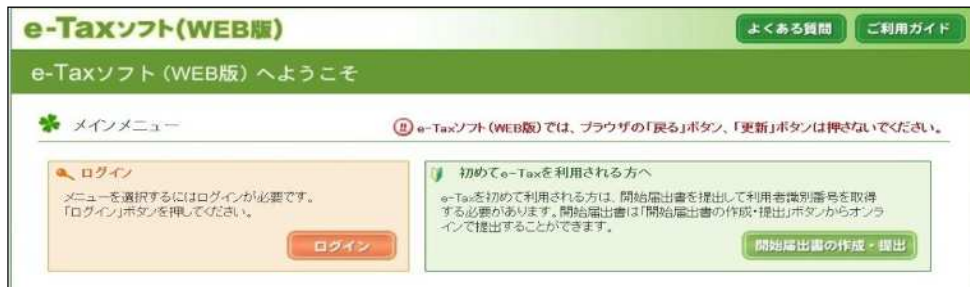 e-Taxソフト(WEB版)
よくある質問
ご利用ガイド
e-Taxソフト(WEB版)へようこそ
メインメニュー
!! e-Taxソフト(WEB版)では、ブラウザの「戻る」ボタン、「更新」ボタンは押さないでください。
ログイン
メニューを選択するにはログインが必要です。
「ログイン」ボタンを押してください。
ログイン
初めてe-Taxを利用される方へ
e-Taxを初めて利用される方は、開始届出書を提出して利用者識別番号を取得
する必要があります。開始届出書は「開始届出書の作成・提出」ボタンからオンラ
インで提出することができます。
開始届出書の作成・提出